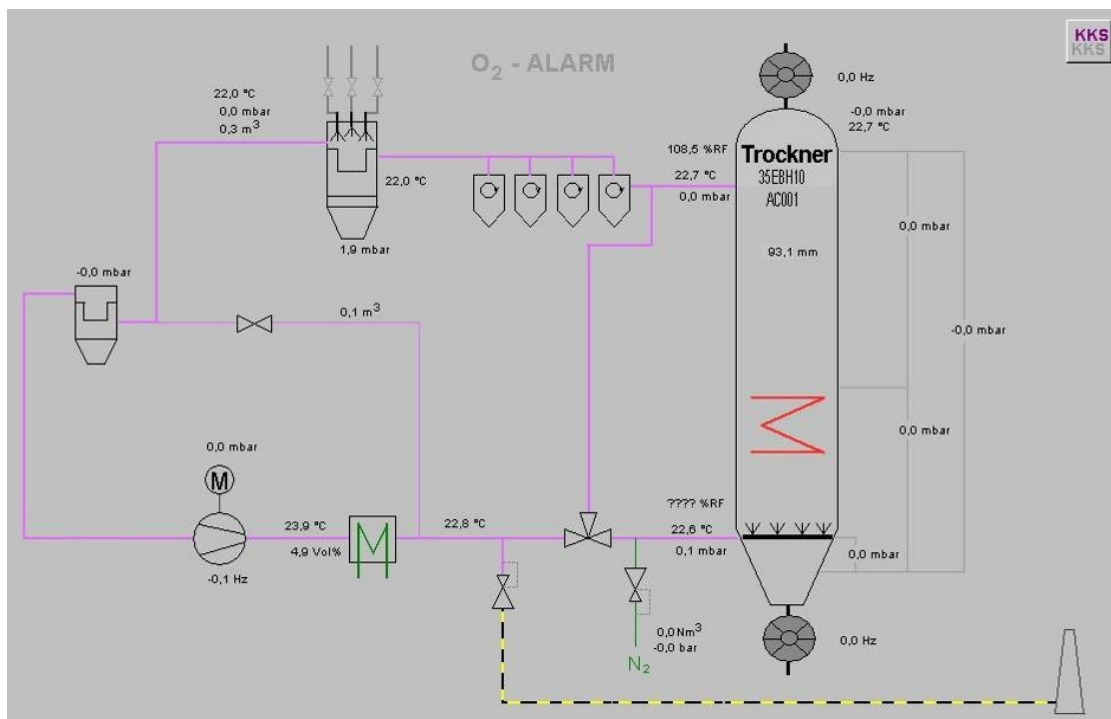 O2 - ALARM
KKS
KKS
0,0 Hz
22,0 °C
0,0 mbar
0,3 m3
-0,0 mbar
22,7 °C
108,5 %RF
Trockner
35EBH10
AC001
22,0 °C
22,7 °C
0,0 mbar
0,0 mbar
1,9 mbar
93,1 mm
-0,0 mbar
0,1 m3
-0,0 mbar
0,0 mbar
0,0 mbar
M
???? %RF
23,9 °C
22,8 °C
22,6 °C
4,9 Vol%
0,1 mbar
0,0 mbar
-0,1 Hz
0,0 Nm3
-0,0 bar
0,0 Hz
N2